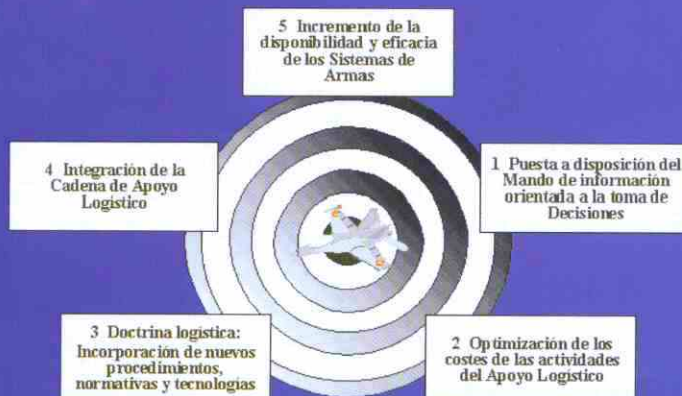 5 Incremento de la
disponibilidad y eficacia
de los Sistemas de
Armas
4 Integración de la
Cadena de Apoyo
Logístico
1 Puesta a disposición del
Mando de información
orientada a la toma de
Decisiones
3 Doctrina logística:
Incorporación de nuevos
procedimientos,
normativas y tecnologías
2 Optimización de los
costes de las actividades
del Apoyo Logístico